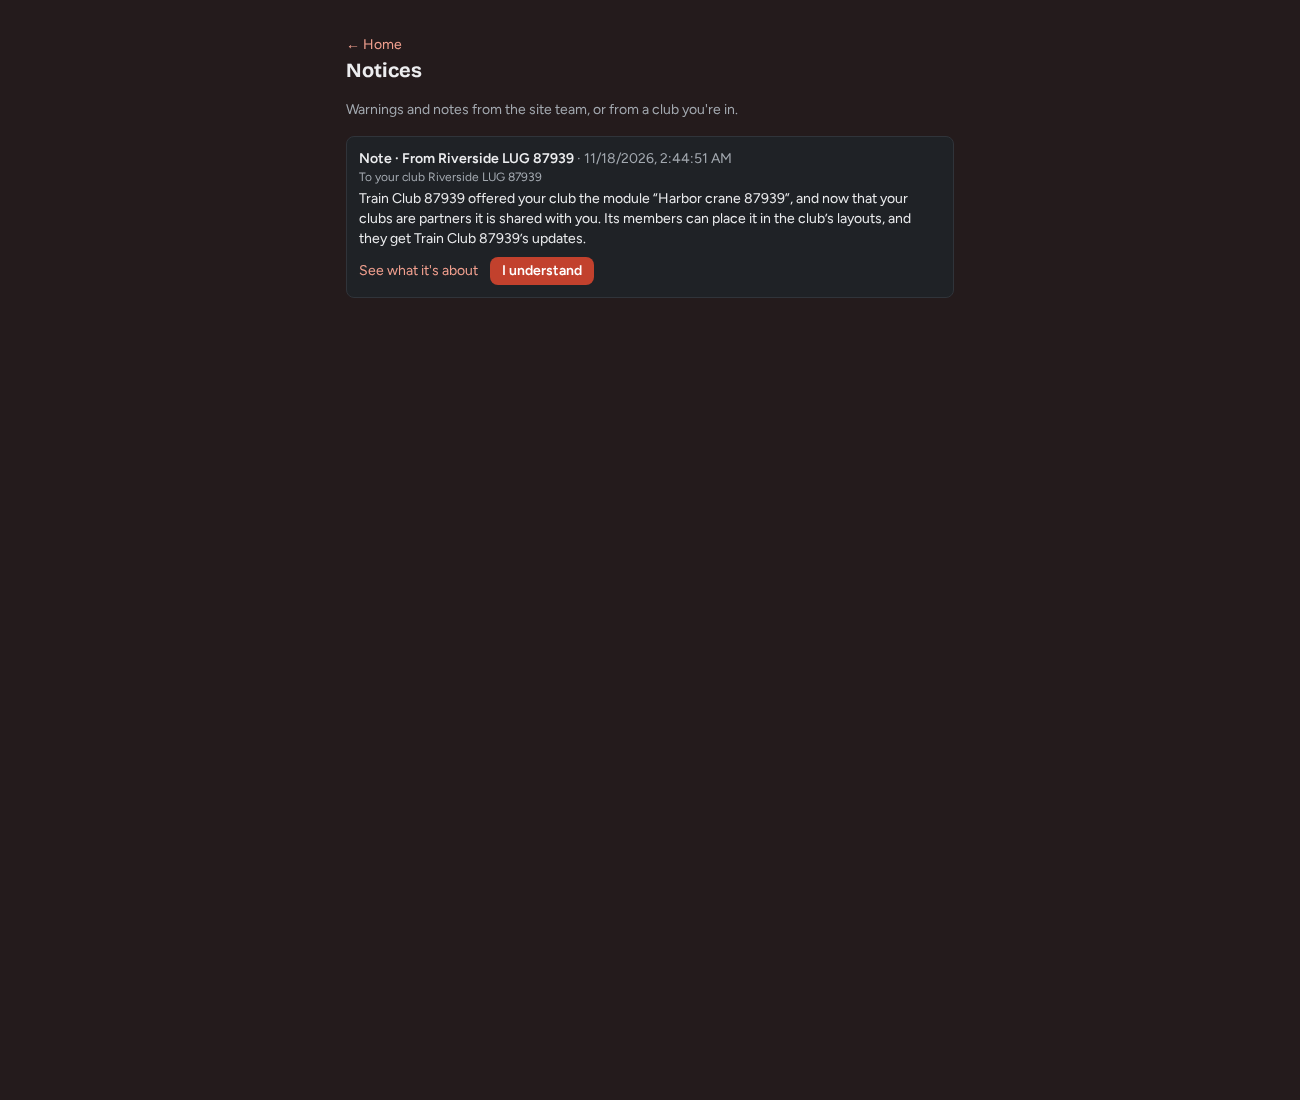 ← Home
Notices
Warnings and notes from the site team, or from a club you're in.
Note · From Riverside LUG 87939 · 11/18/2026, 2:44:51 AM
To your club Riverside LUG 87939
Train Club 87939 offered your club the module “Harbor crane 87939”, and now that your
clubs are partners it is shared with you. Its members can place it in the club’s layouts, and
they get Train Club 87939’s updates.
See what it's about I understand